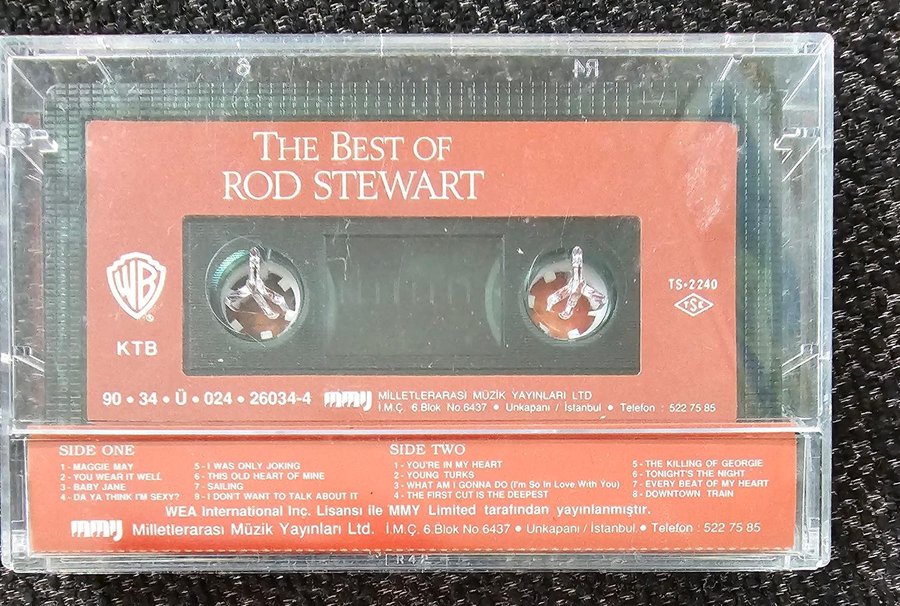 THE BEST OF
ROD STEWART
WB
KTB
TS-2240
TSE
90 • 34 • Ü • 024 • 26034-4 mmy MİLLETLERARASI MÜZİK YAYINLARI LTD
İ.M.Ç. 6.Blok No.6437 • Unkapanı / İstanbul • Telefon : 522 75 85
SIDE ONE
1 - MAGGIE MAY
2 - YOU WEAR IT WELL
3 - BABY JANE
4 - DA YA THINK I'M SEXY?
5 - I WAS ONLY JOKING
6 - THIS OLD HEART OF MINE
7 - SAILING
8 - I DON'T WANT TO TALK ABOUT IT
SIDE TWO
1 - YOU'RE IN MY HEART
2 - YOUNG TURKS
3 - WHAT AM I GONNA DO (I'm So In Love With You)
4 - THE FIRST CUT IS THE DEEPEST
5 - THE KILLING OF GEORGIE
6 - TONIGHT'S THE NIGHT
7 - EVERY BEAT OF MY HEART
8 - DOWNTOWN TRAIN
WEA International Inc. Lisansı ile MMY Limited tarafından yayınlanmıştır.
mmy Milletlerarası Müzik Yayınları Ltd. İ.M.Ç. 6.Blok No.6437 • Unkapanı / İstanbul. • Telefon : 522 75 85